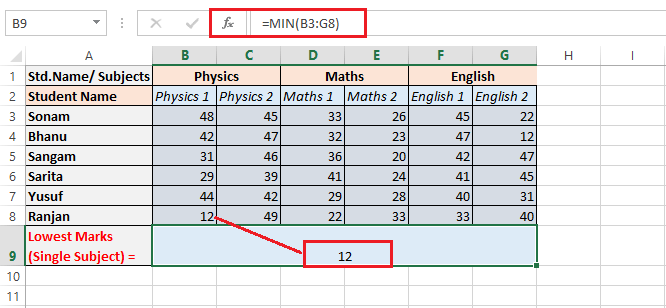 B9 fx =MIN(B3:G8)
A B C D E F G H I
1 Std.Name/ Subjects Physics Maths English
2 Student Name Physics 1 Physics 2 Maths 1 Maths 2 English 1 English 2
3 Sonam 48 45 33 26 45 22
4 Bhanu 42 47 32 23 47 12
5 Sangam 31 46 36 20 42 47
6 Sarita 29 39 41 24 41 45
7 Yusuf 44 42 29 28 40 31
8 Ranjan 12 49 22 33 33 40
Lowest Marks
9 (Single Subject) = 12
10
11